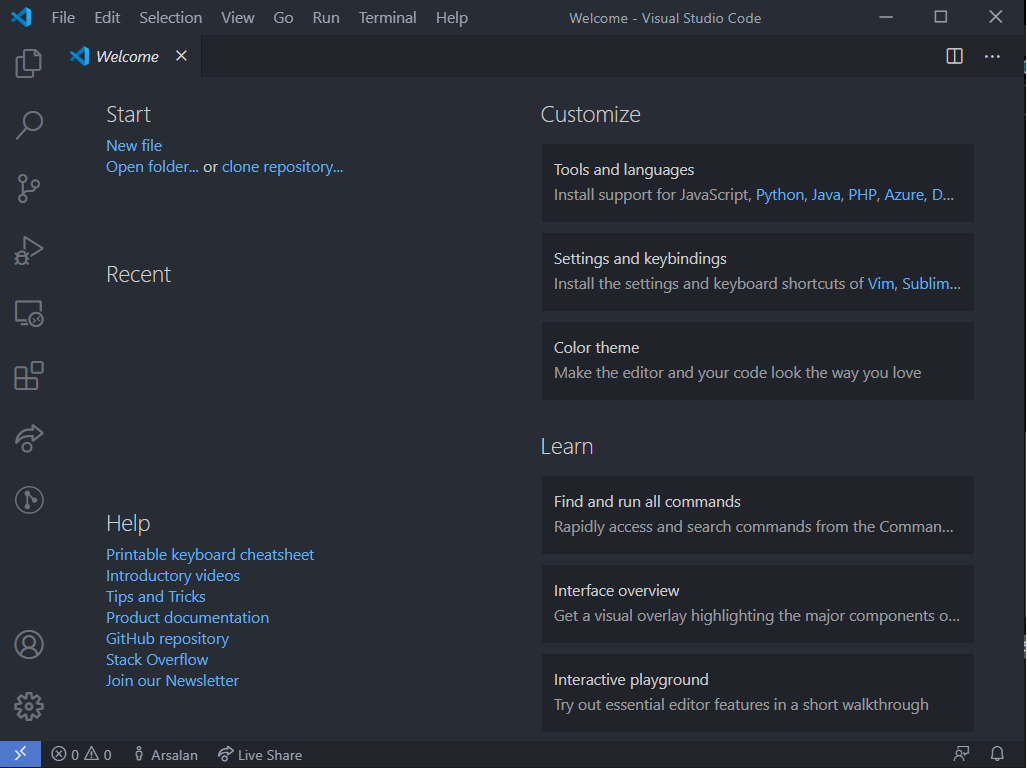 File Edit Selection View Go Run Terminal Help Welcome - Visual Studio Code
Welcome
Start
New file
Open folder... or clone repository...
Recent
Help
Printable keyboard cheatsheet
Introductory videos
Tips and Tricks
Product documentation
GitHub repository
Stack Overflow
Join our Newsletter
Customize
Tools and languages
Install support for JavaScript, Python, Java, PHP, Azure, D...
Settings and keybindings
Install the settings and keyboard shortcuts of Vim, Sublim...
Color theme
Make the editor and your code look the way you love
Learn
Find and run all commands
Rapidly access and search commands from the Comman...
Interface overview
Get a visual overlay highlighting the major components o...
Interactive playground
Try out essential editor features in a short walkthrough
0 0 Arsalan Live Share